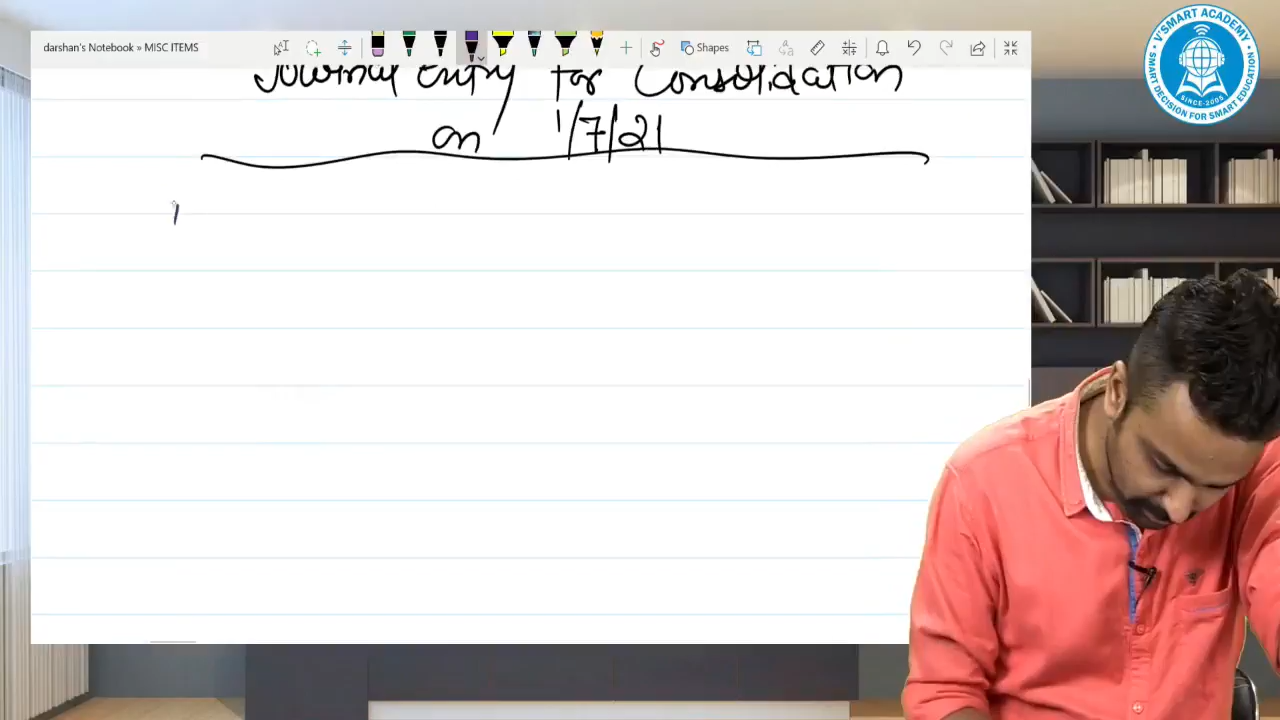 darshan's Notebook » MISC ITEMS
Shapes
Journal Entry for Consolidation
on 1/7/21
V'SMART ACADEMY
SMART DECISION FOR SMART EDUCATION
SINCE-2005